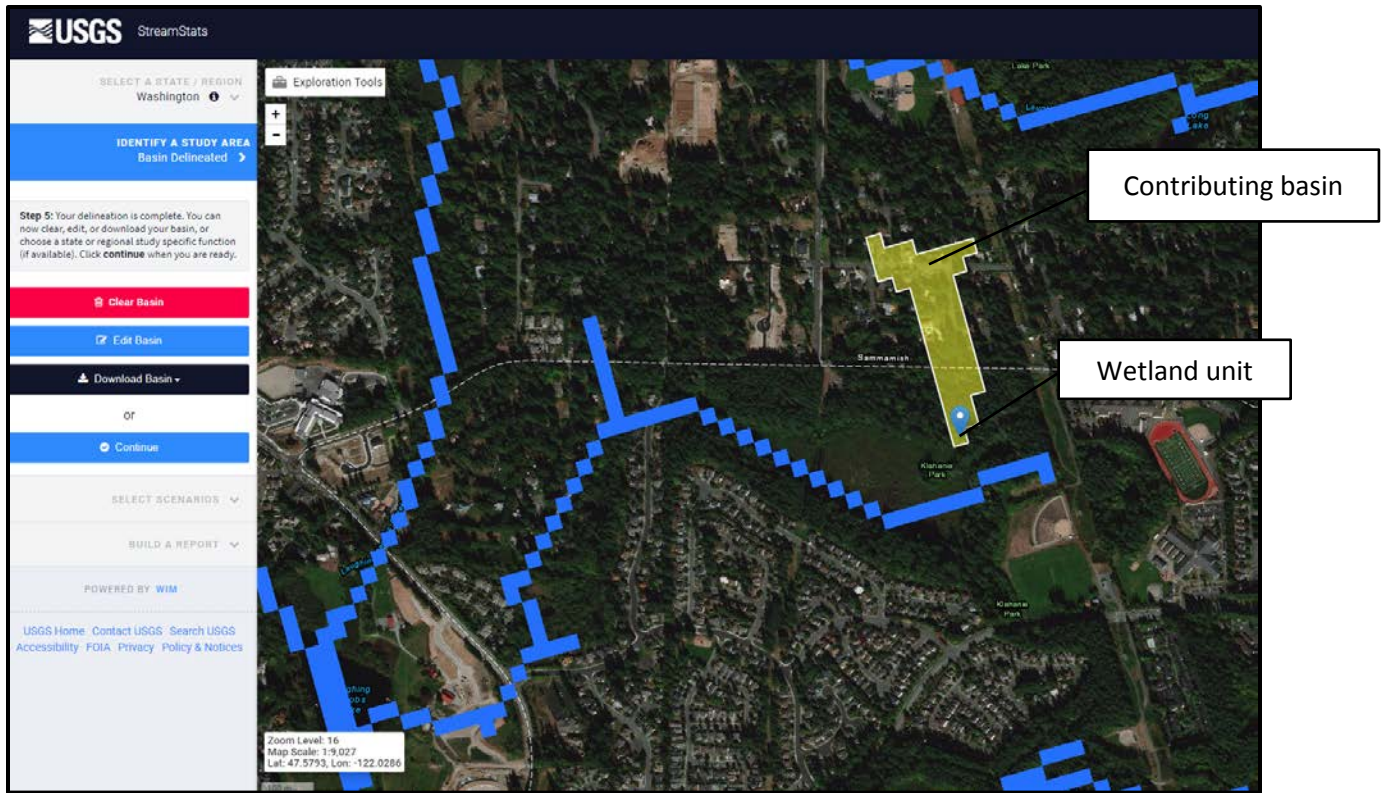 USGS StreamStats
SELECT A STATE / REGION
Washington
IDENTIFY A STUDY AREA
Basin Delineated
Step 5: Your delineation is complete. You can
now clear, edit, or download your basin, or
choose a state or regional study specific function
(if available). Click continue when you are ready.
Clear Basin
Edit Basin
Download Basin
or
Continue
SELECT SCENARIOS
BUILD A REPORT
POWERED BY WIM
USGS Home Contact USGS Search USGS
Accessibility FOIA Privacy Policy & Notices
Exploration Tools
+
-
Lake Park
Long
Lake
Contributing basin
Sammamish
Wetland unit
Klahanie
Park
Klahanie
Park
Zoom Level: 16
Map Scale: 1:9,027
Lat: 47.5793, Lon: -122.0286